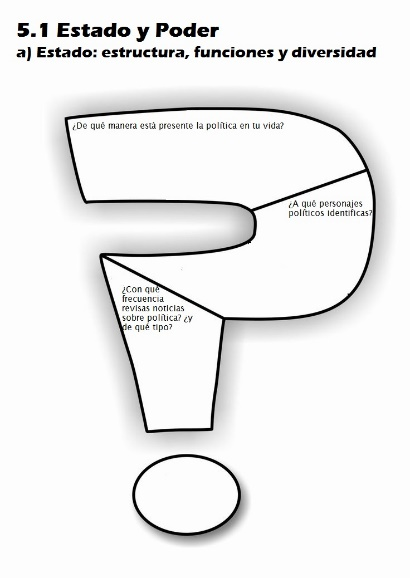 5.1 Estado y Poder
a) Estado: estructura, funciones y diversidad
¿De qué manera está presente la política en tu vida?
¿A qué personajes
políticos identificas?
¿Con qué
frecuencia
revisas noticias
sobre política? ¿y
de qué tipo?